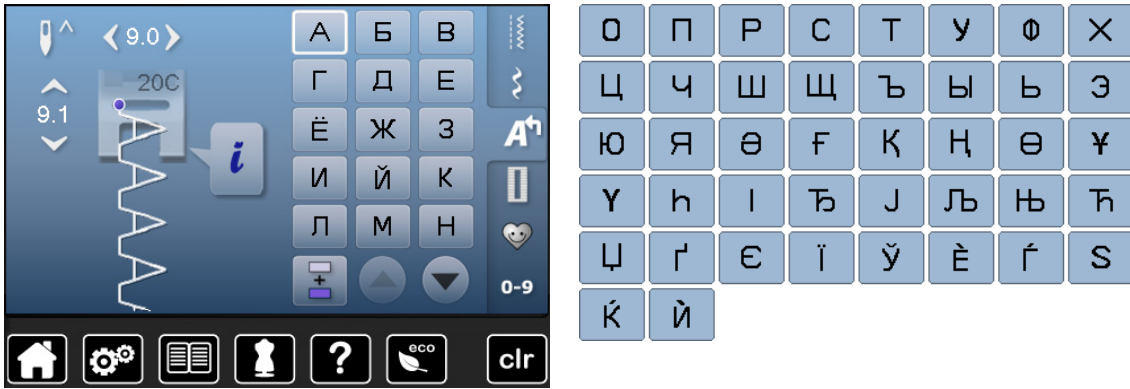 9.0
9.1
20C
i
А Б В
Г Д Е
Ё Ж З
И Й К
Л М Н
A
0-9
? eco clr
О П Р С Т У Ф Х
Ц Ч Ш Щ Ъ Ы Ь Э
Ю Я Ә Ғ Қ Ң Ө Ұ
Ү Һ І Ђ Ј Љ Њ Ћ
Џ Ґ Є Ї Ў Ѐ Ѓ Ѕ
Ќ Ѝ